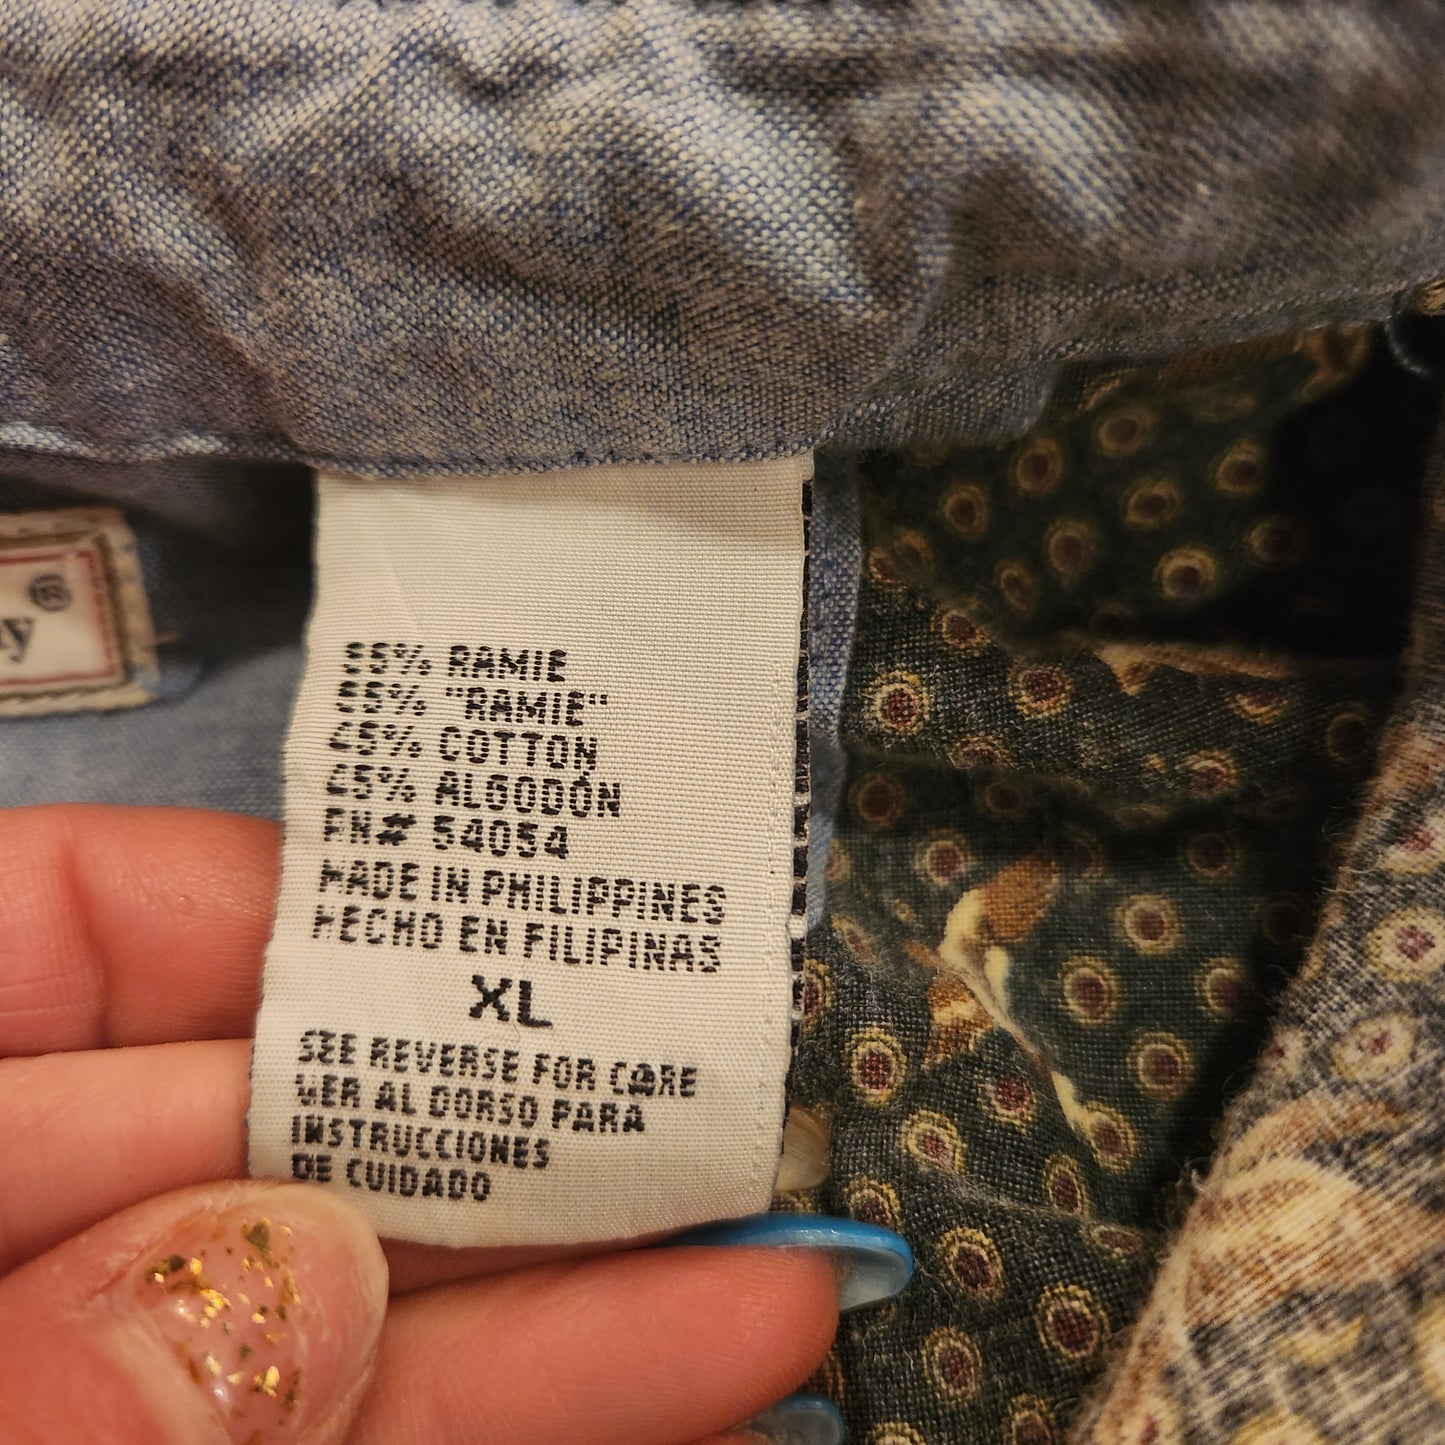 55% RAMIE
55% "RAMIE"
45% COTTON
45% ALGODÓN
RN# 54054
MADE IN PHILIPPINES
HECHO EN FILIPINAS
XL
SEE REVERSE FOR CARE
VER AL DORSO PARA
INSTRUCCIONES
DE CUIDADO
®